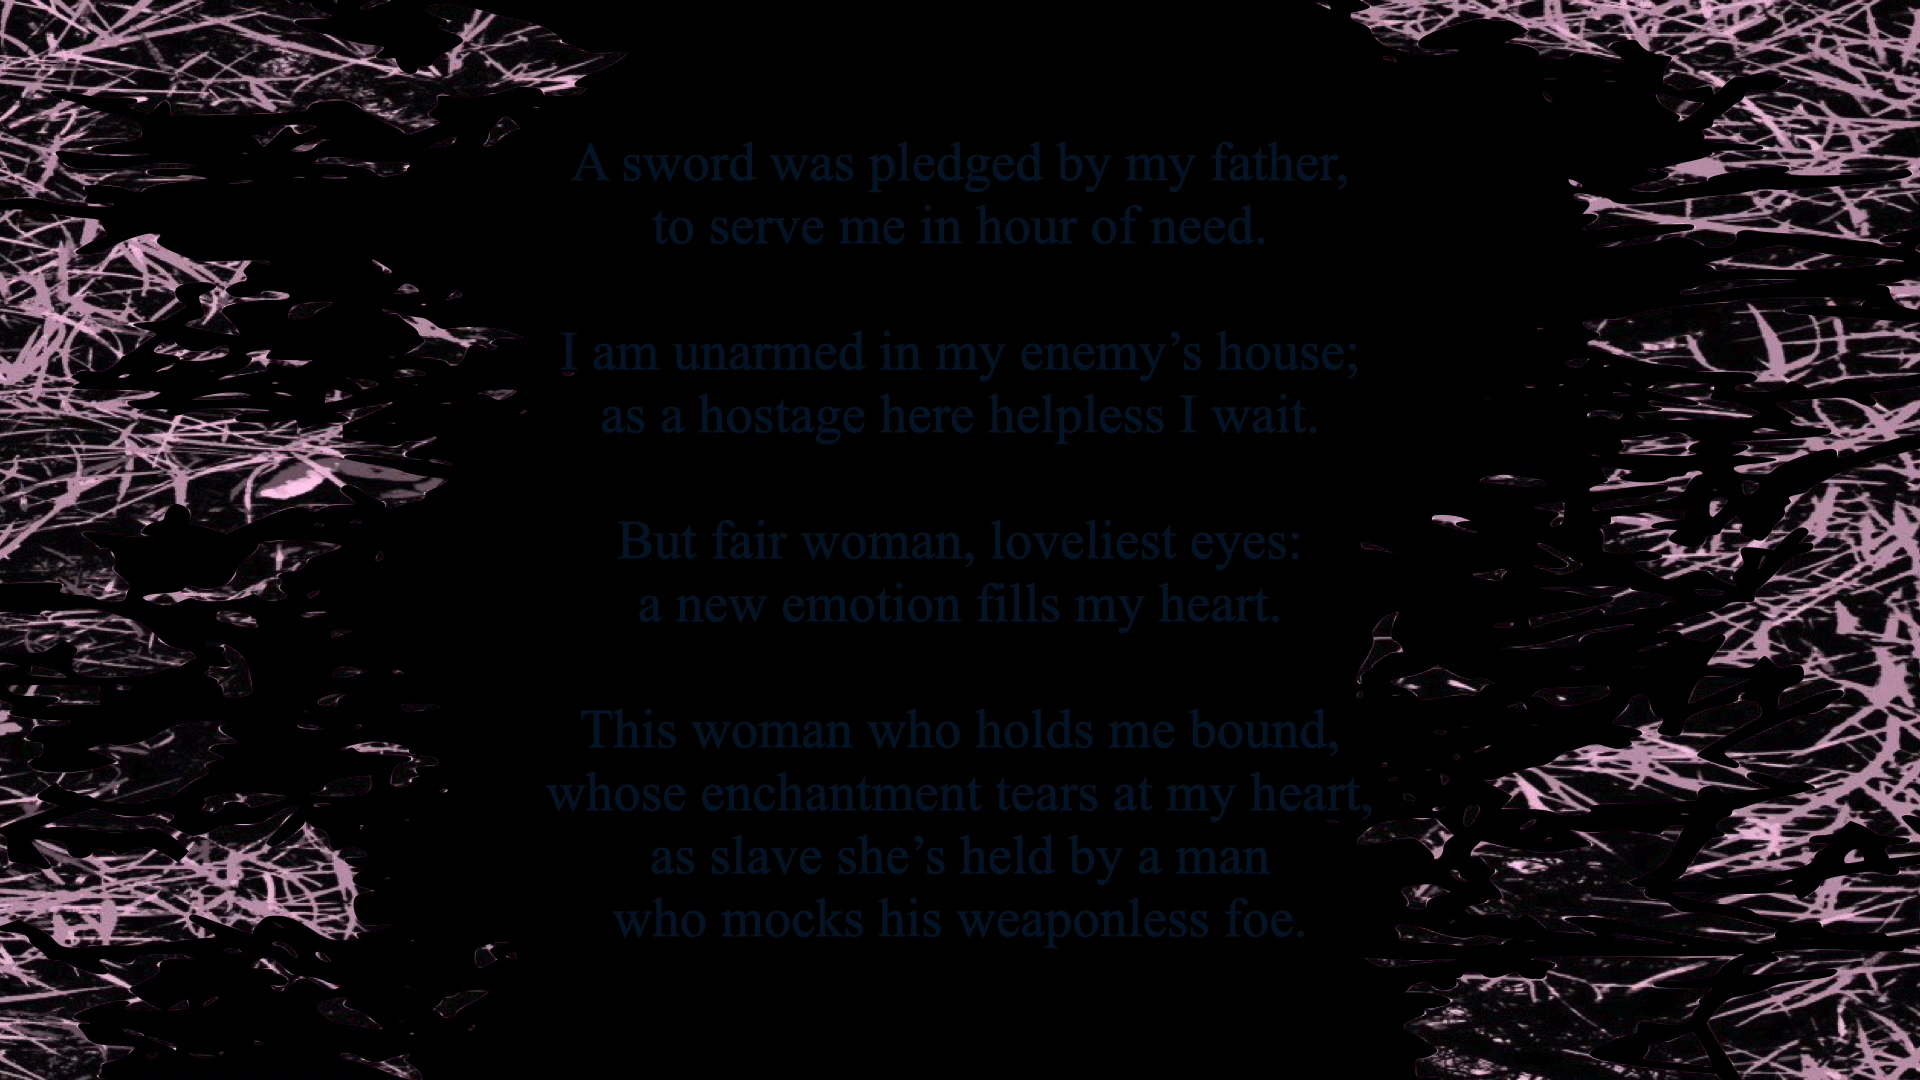 A sword was pledged by my father,
to serve me in hour of need.
I am unarmed in my enemy’s house;
as a hostage here helpless I wait.
But fair woman, loveliest eyes:
a new emotion fills my heart.
This woman who holds me bound,
whose enchantment tears at my heart,
as slave she’s held by a man
who mocks his weaponless foe.